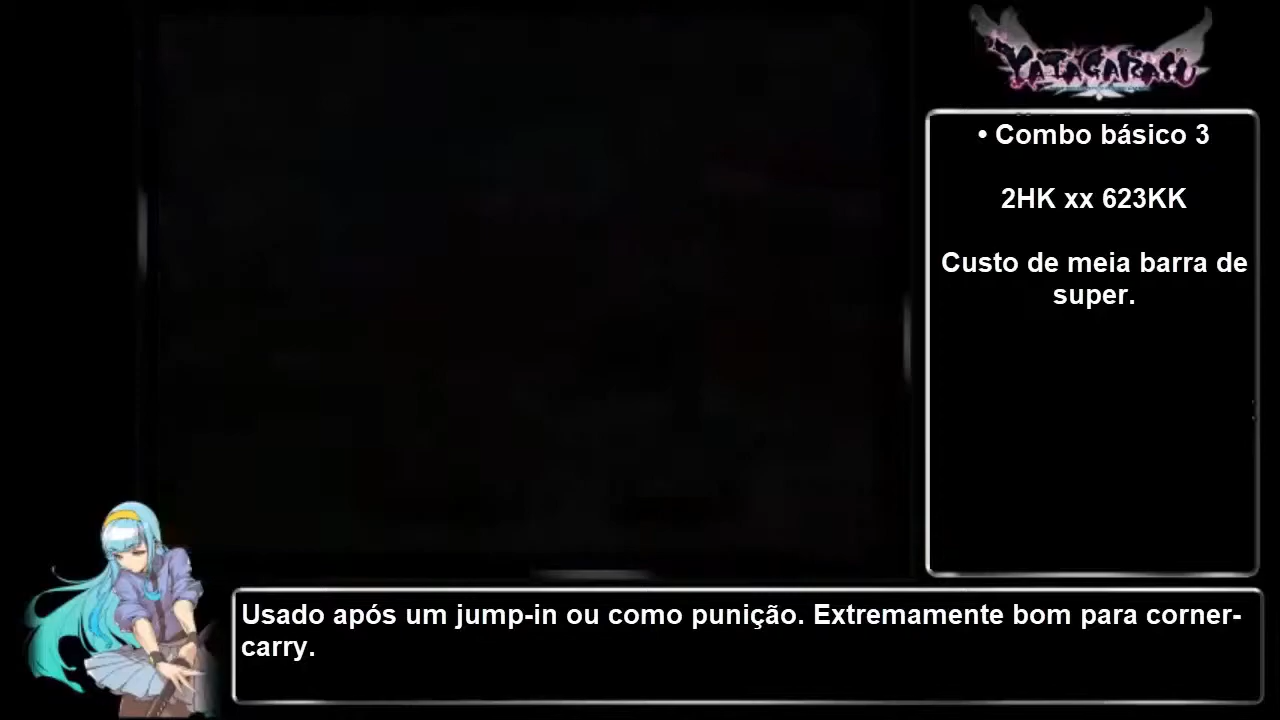 YATAGARASU
• Combo básico 3
2HK xx 623KK
Custo de meia barra de
super.
Usado após um jump-in ou como punição. Extremamente bom para corner-
carry.